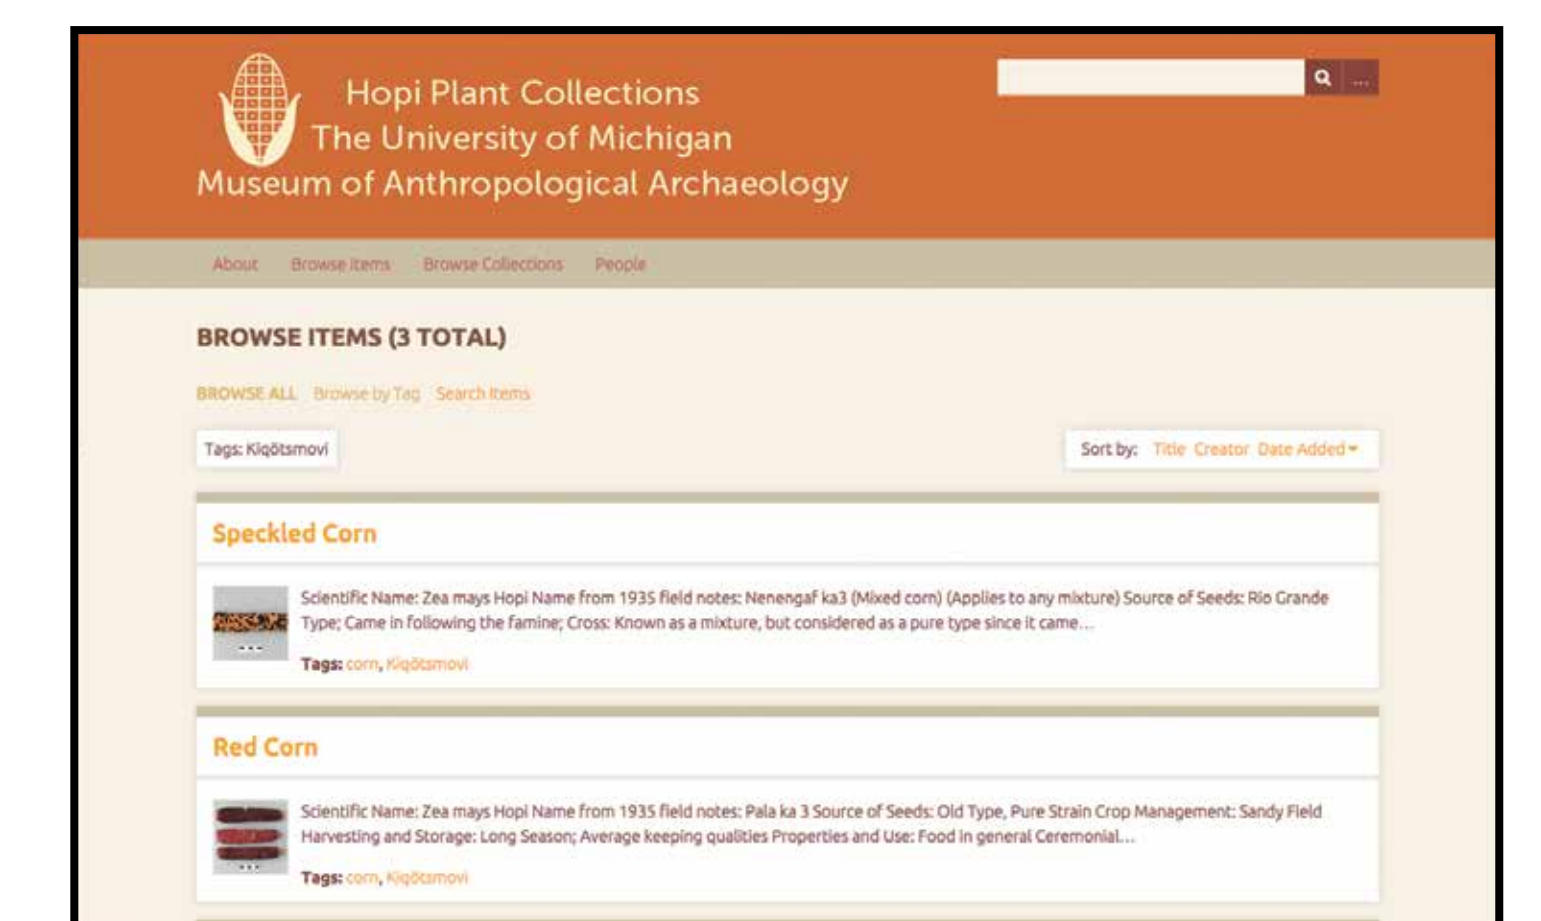 Hopi Plant Collections
The University of Michigan
Museum of Anthropological Archaeology
...
About Browse Items Browse Collections People
BROWSE ITEMS (3 TOTAL)
BROWSE ALL Browse by Tag Search Items
Tags: Kiqötsmovi
Sort by: Title Creator Date Added
Speckled Corn
Scientific Name: Zea mays Hopi Name from 1935 field notes: Nenengaf ka3 (Mixed corn) (Applies to any mixture) Source of Seeds: Rio Grande
Type; Came in following the famine; Cross: Known as a mixture, but considered as a pure type since it came...
Tags: corn, Kiqötsmovi
Red Corn
Scientific Name: Zea mays Hopi Name from 1935 field notes: Pala ka 3 Source of Seeds: Old Type, Pure Strain Crop Management: Sandy Field
Harvesting and Storage: Long Season; Average keeping qualities Properties and Use: Food in general Ceremonial...
Tags: corn, Kiqötsmovi